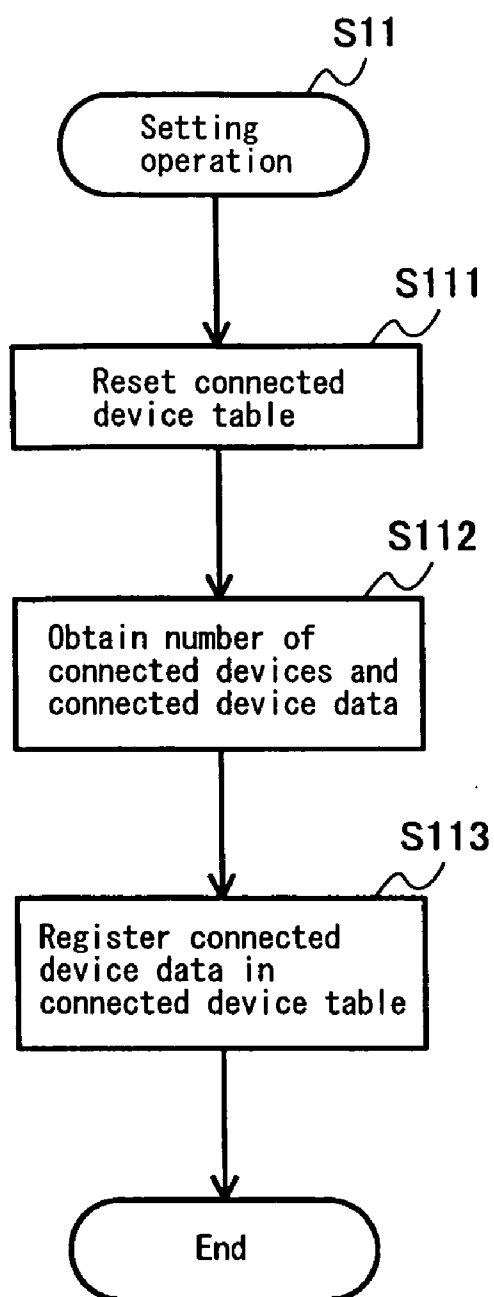 S11
Setting
operation
S111
Reset connected
device table
S112
Obtain number of
connected devices and
connected device data
S113
Register connected
device data in
connected device table
End